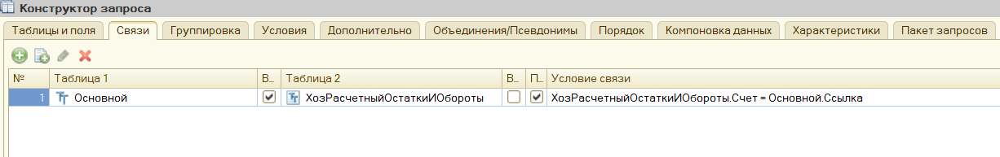 Конструктор запроса
Таблицы и поля Связи Группировка Условия Дополнительно Объединения/Псевдонимы Порядок Компоновка данных Характеристики Пакет запросов
№ Таблица 1 В... Таблица 2 В... П... Условие связи
1 Основной ХозРасчетныйОстаткиИОбороты ХозРасчетныйОстаткиИОбороты.Счет = Основной.Ссылка